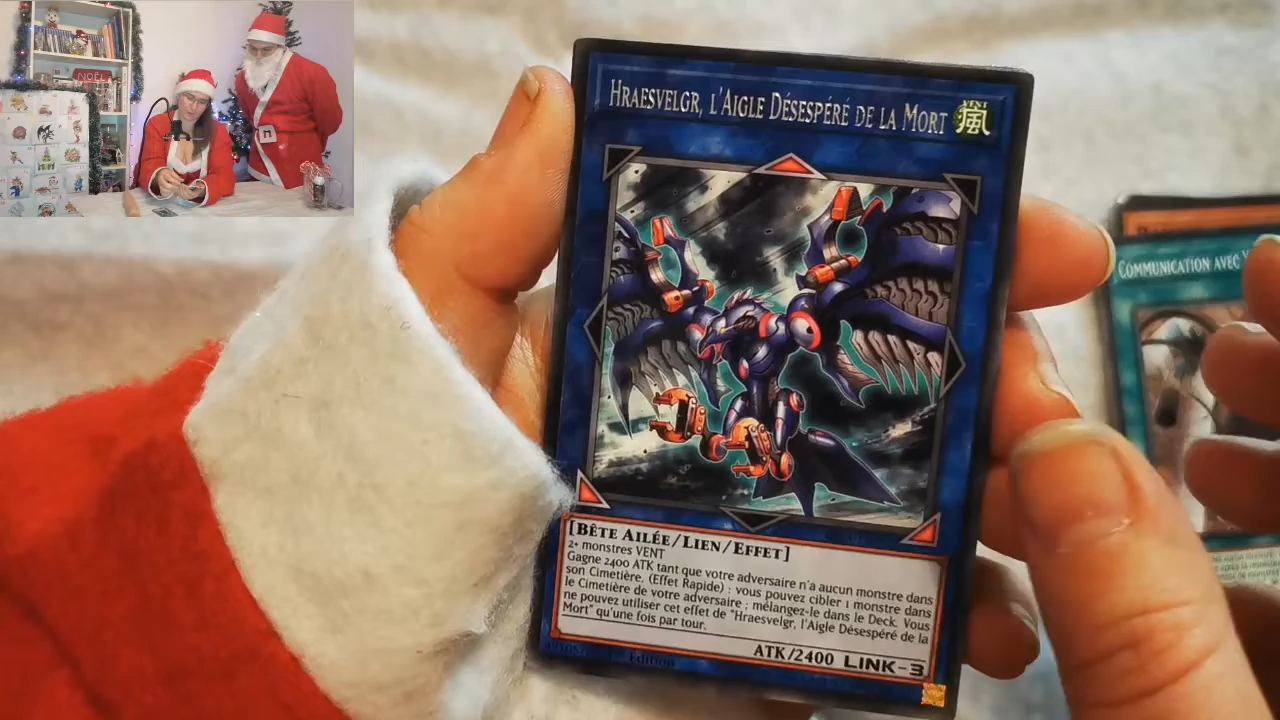 NOËL
Hraesvelgr, l'Aigle Désespéré de la Mort
VENT
風
Communication avec
[Bête Ailée/Lien/Effet]
2+ monstres VENT
Gagne 2400 ATK tant que votre adversaire n'a aucun monstre dans
son Cimetière. (Effet Rapide) : vous pouvez cibler 1 monstre dans
le Cimetière de votre adversaire ; mélangez-le dans le Deck. Vous
ne pouvez utiliser cet effet de "Hraesvelgr, l'Aigle Désespéré de la
Mort" qu'une fois par tour.
ATK/2400 LINK-3
Edition